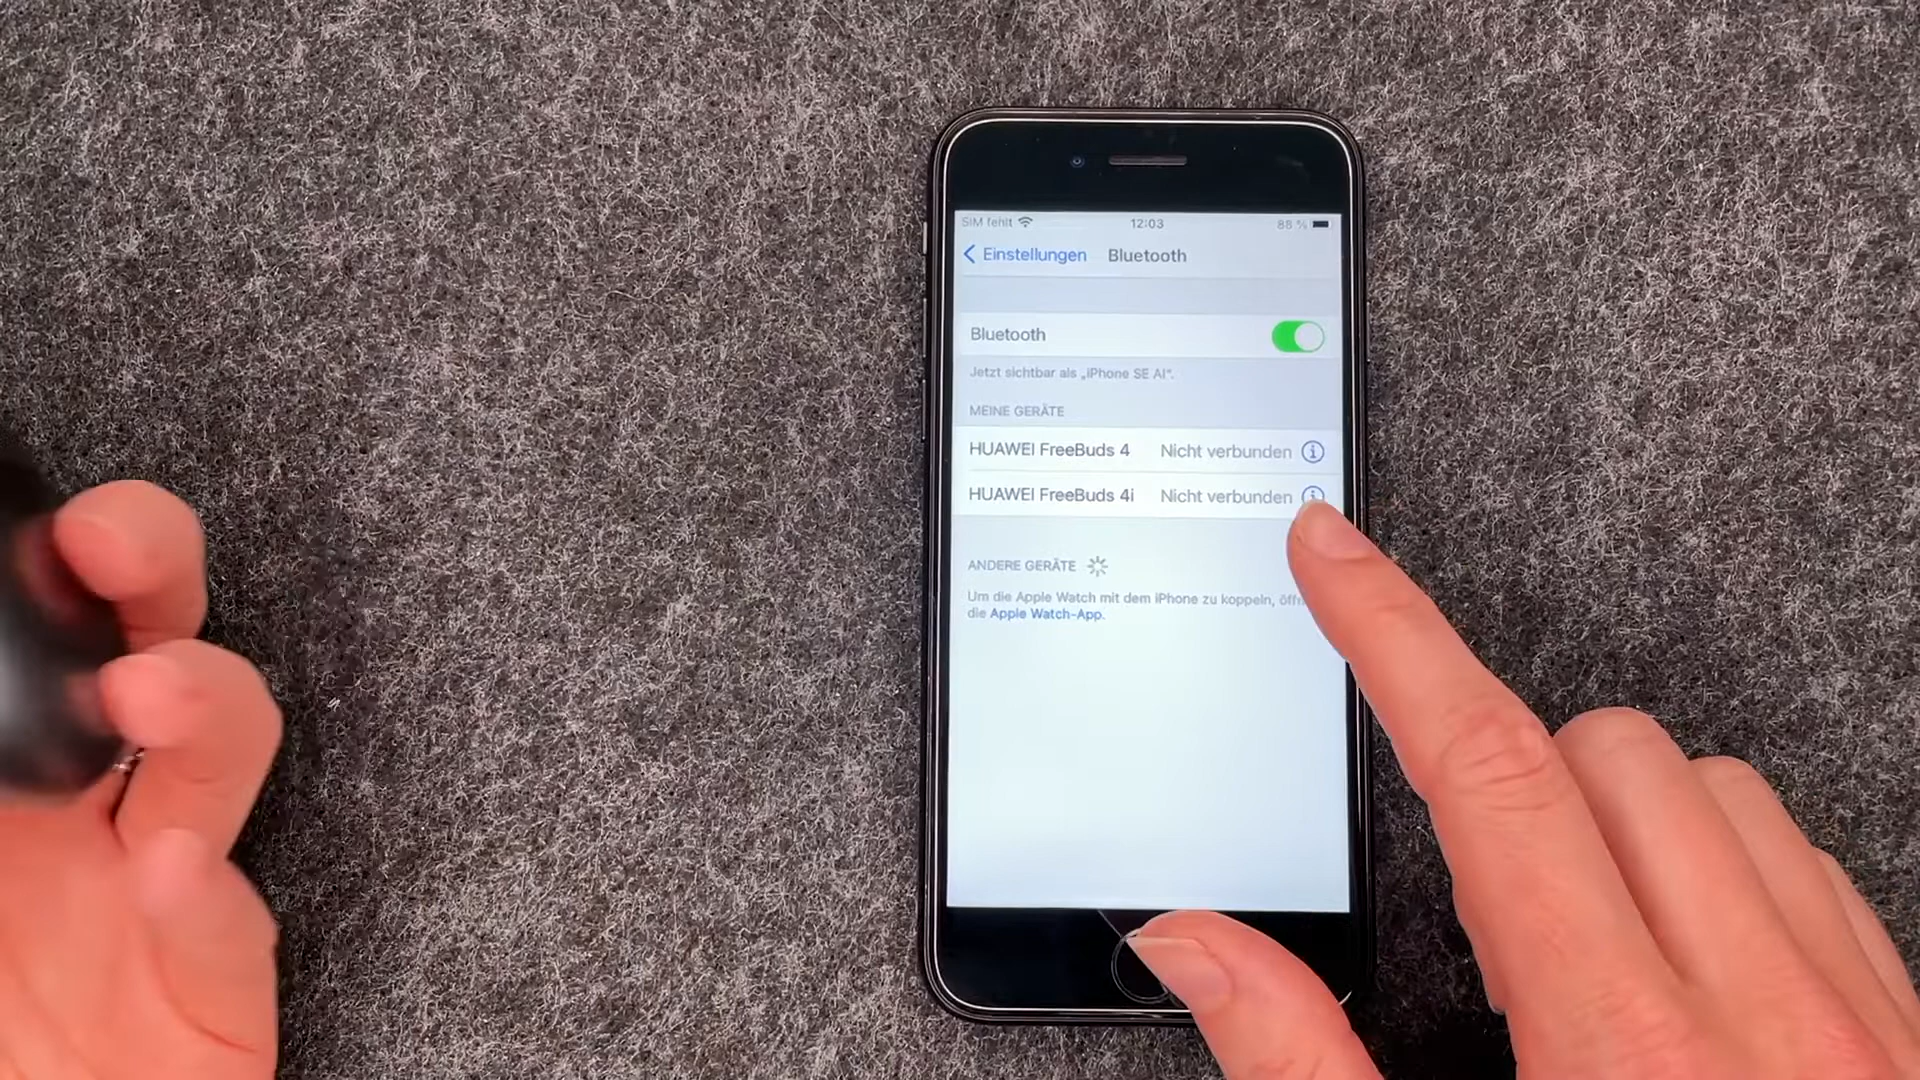 SIM fehlt 12:03 88 %
Einstellungen Bluetooth
Bluetooth
Jetzt sichtbar als „iPhone SE AI“.
MEINE GERÄTE
HUAWEI FreeBuds 4 Nicht verbunden
HUAWEI FreeBuds 4i Nicht verbunden
ANDERE GERÄTE
Um die Apple Watch mit dem iPhone zu koppeln,
die Apple Watch-App.